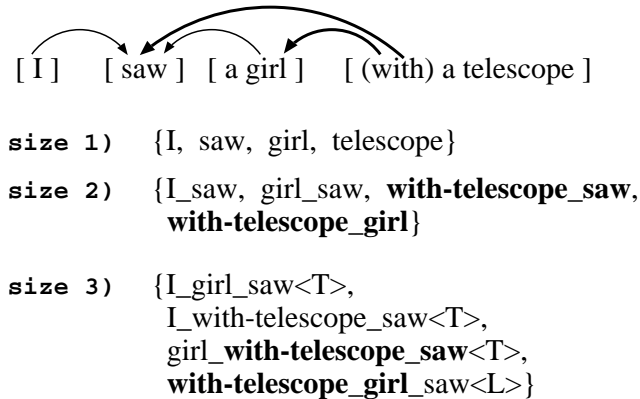 [ I ] [ saw ] [ a girl ] [ (with) a telescope ]
size 1) {I, saw, girl, telescope}
size 2) {I_saw, girl_saw, with-telescope_saw,
with-telescope_girl}
size 3) {I_girl_saw<T>,
I_with-telescope_saw<T>,
girl_with-telescope_saw<T>,
with-telescope_girl_saw<L>}